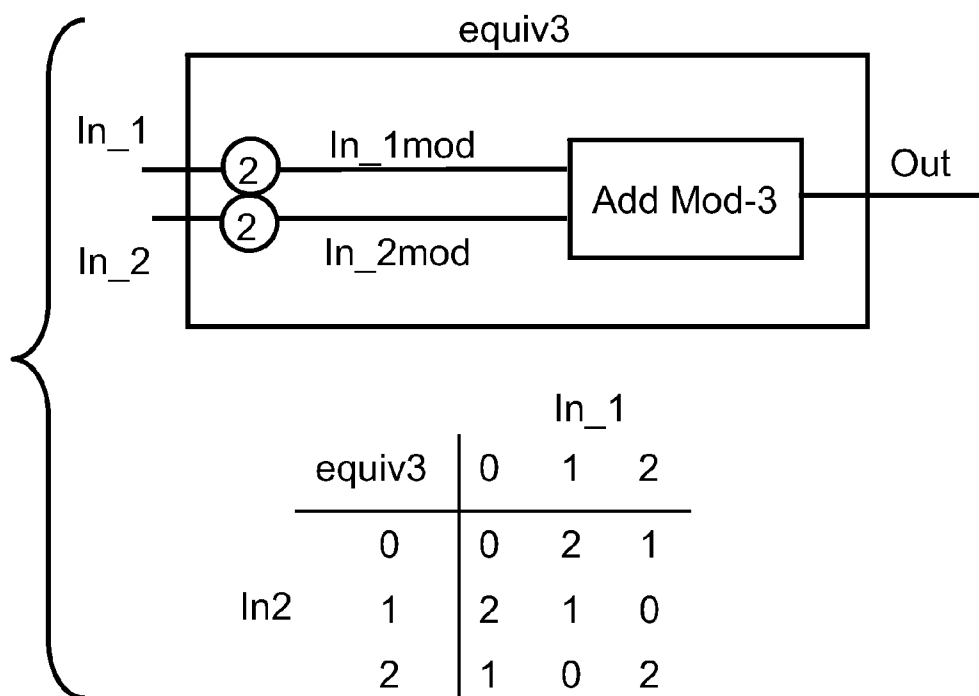 equiv3
In_1
2
In_1mod
Add Mod-3
Out
2
In_2mod
In_2
In_1
equiv3 0 1 2
0 0 2 1
In2 1 2 1 0
2 1 0 2